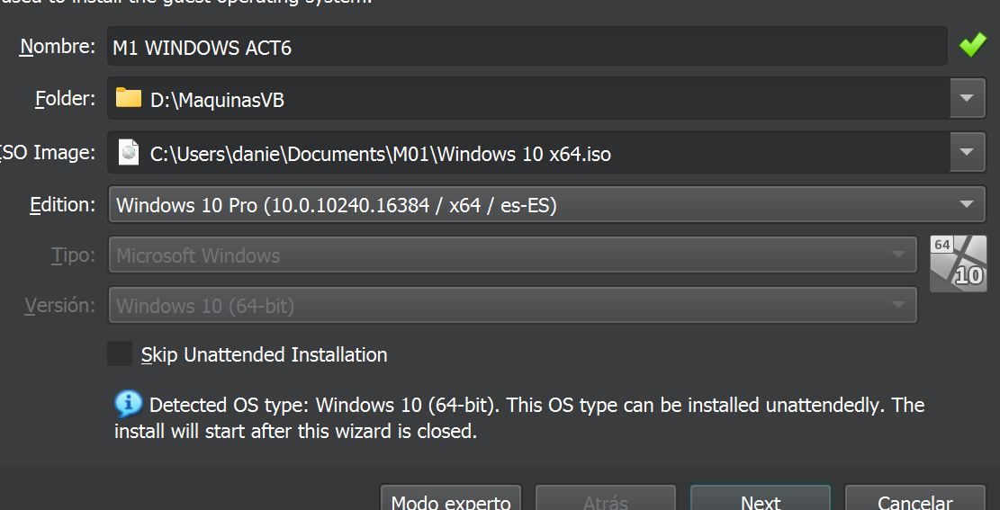 used to install the guest operating system.
Nombre: M1 WINDOWS ACT6
Folder: D:\MaquinasVB
ISO Image: C:\Users\danie\Documents\M01\Windows 10 x64.iso
Edition: Windows 10 Pro (10.0.10240.16384 / x64 / es-ES)
Tipo: Microsoft Windows
64
10
Versión: Windows 10 (64-bit)
Skip Unattended Installation
Detected OS type: Windows 10 (64-bit). This OS type can be installed unattendedly. The
install will start after this wizard is closed.
Modo experto Atrás Next Cancelar